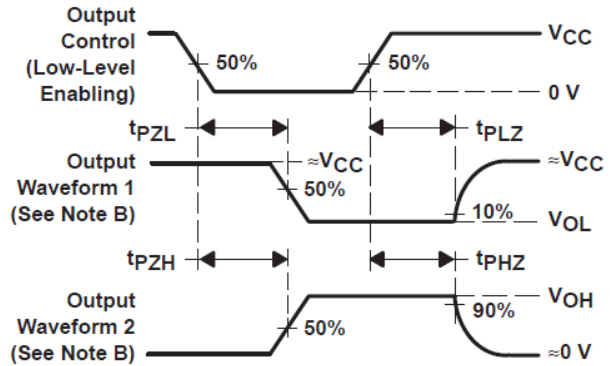 Output
Control
(Low-Level
Enabling)
50%
50%
VCC
0 V
tPZL
tPLZ
Output
Waveform 1
(See Note B)
≈VCC
50%
10%
≈VCC
VOL
tPZH
tPHZ
Output
Waveform 2
(See Note B)
50%
90%
VOH
≈0 V